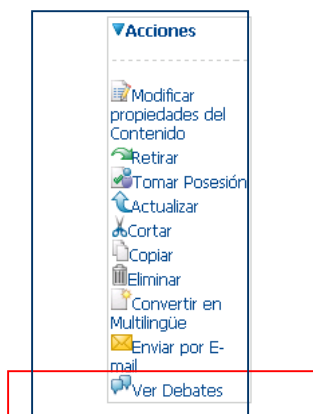 Acciones
Modificar
propiedades del
Contenido
Retirar
Tomar Posesión
Actualizar
Cortar
Copiar
Eliminar
Convertir en
Multilingüe
Enviar por E-
mail
Ver Debates